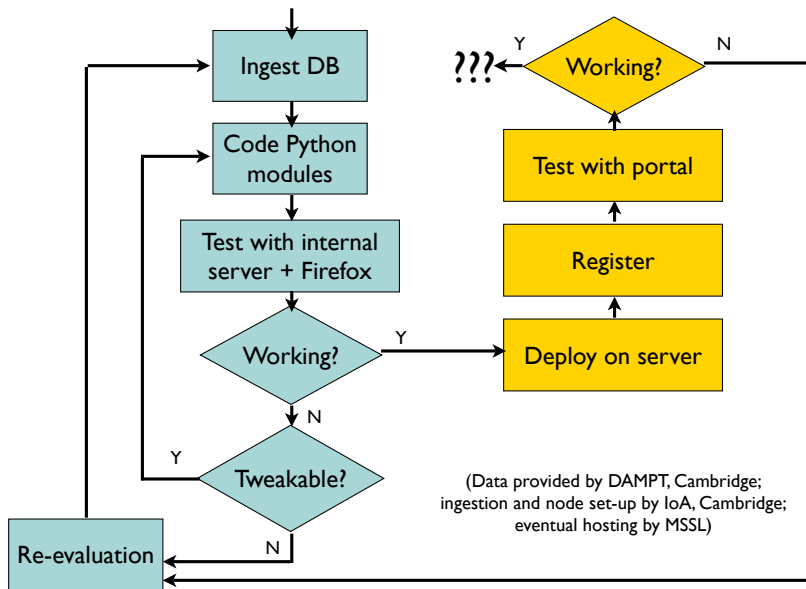 Ingest DB
Code Python
modules
Test with internal
server + Firefox
Working?
Y
N
Tweakable?
Y
N
Re-evaluation
Deploy on server
Register
Test with portal
Working?
Y
N
???
(Data provided by DAMPT, Cambridge;
ingestion and node set-up by IoA, Cambridge;
eventual hosting by MSSL)